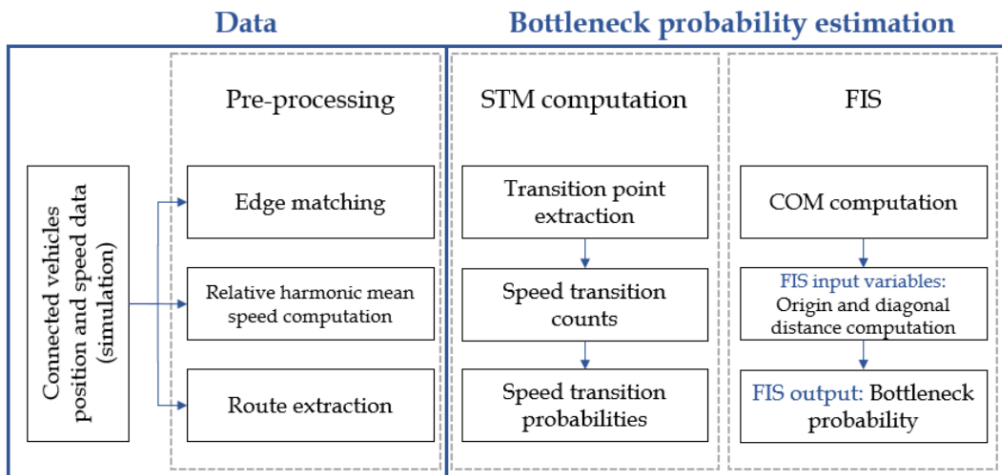 Data
Bottleneck probability estimation
Pre-processing
STM computation
FIS
Connected vehicles
position and speed data
(simulation)
Edge matching
Relative harmonic mean
speed computation
Route extraction
Transition point
extraction
Speed transition
counts
Speed transition
probabilities
COM computation
FIS input variables:
Origin and diagonal
distance computation
FIS output: Bottleneck
probability